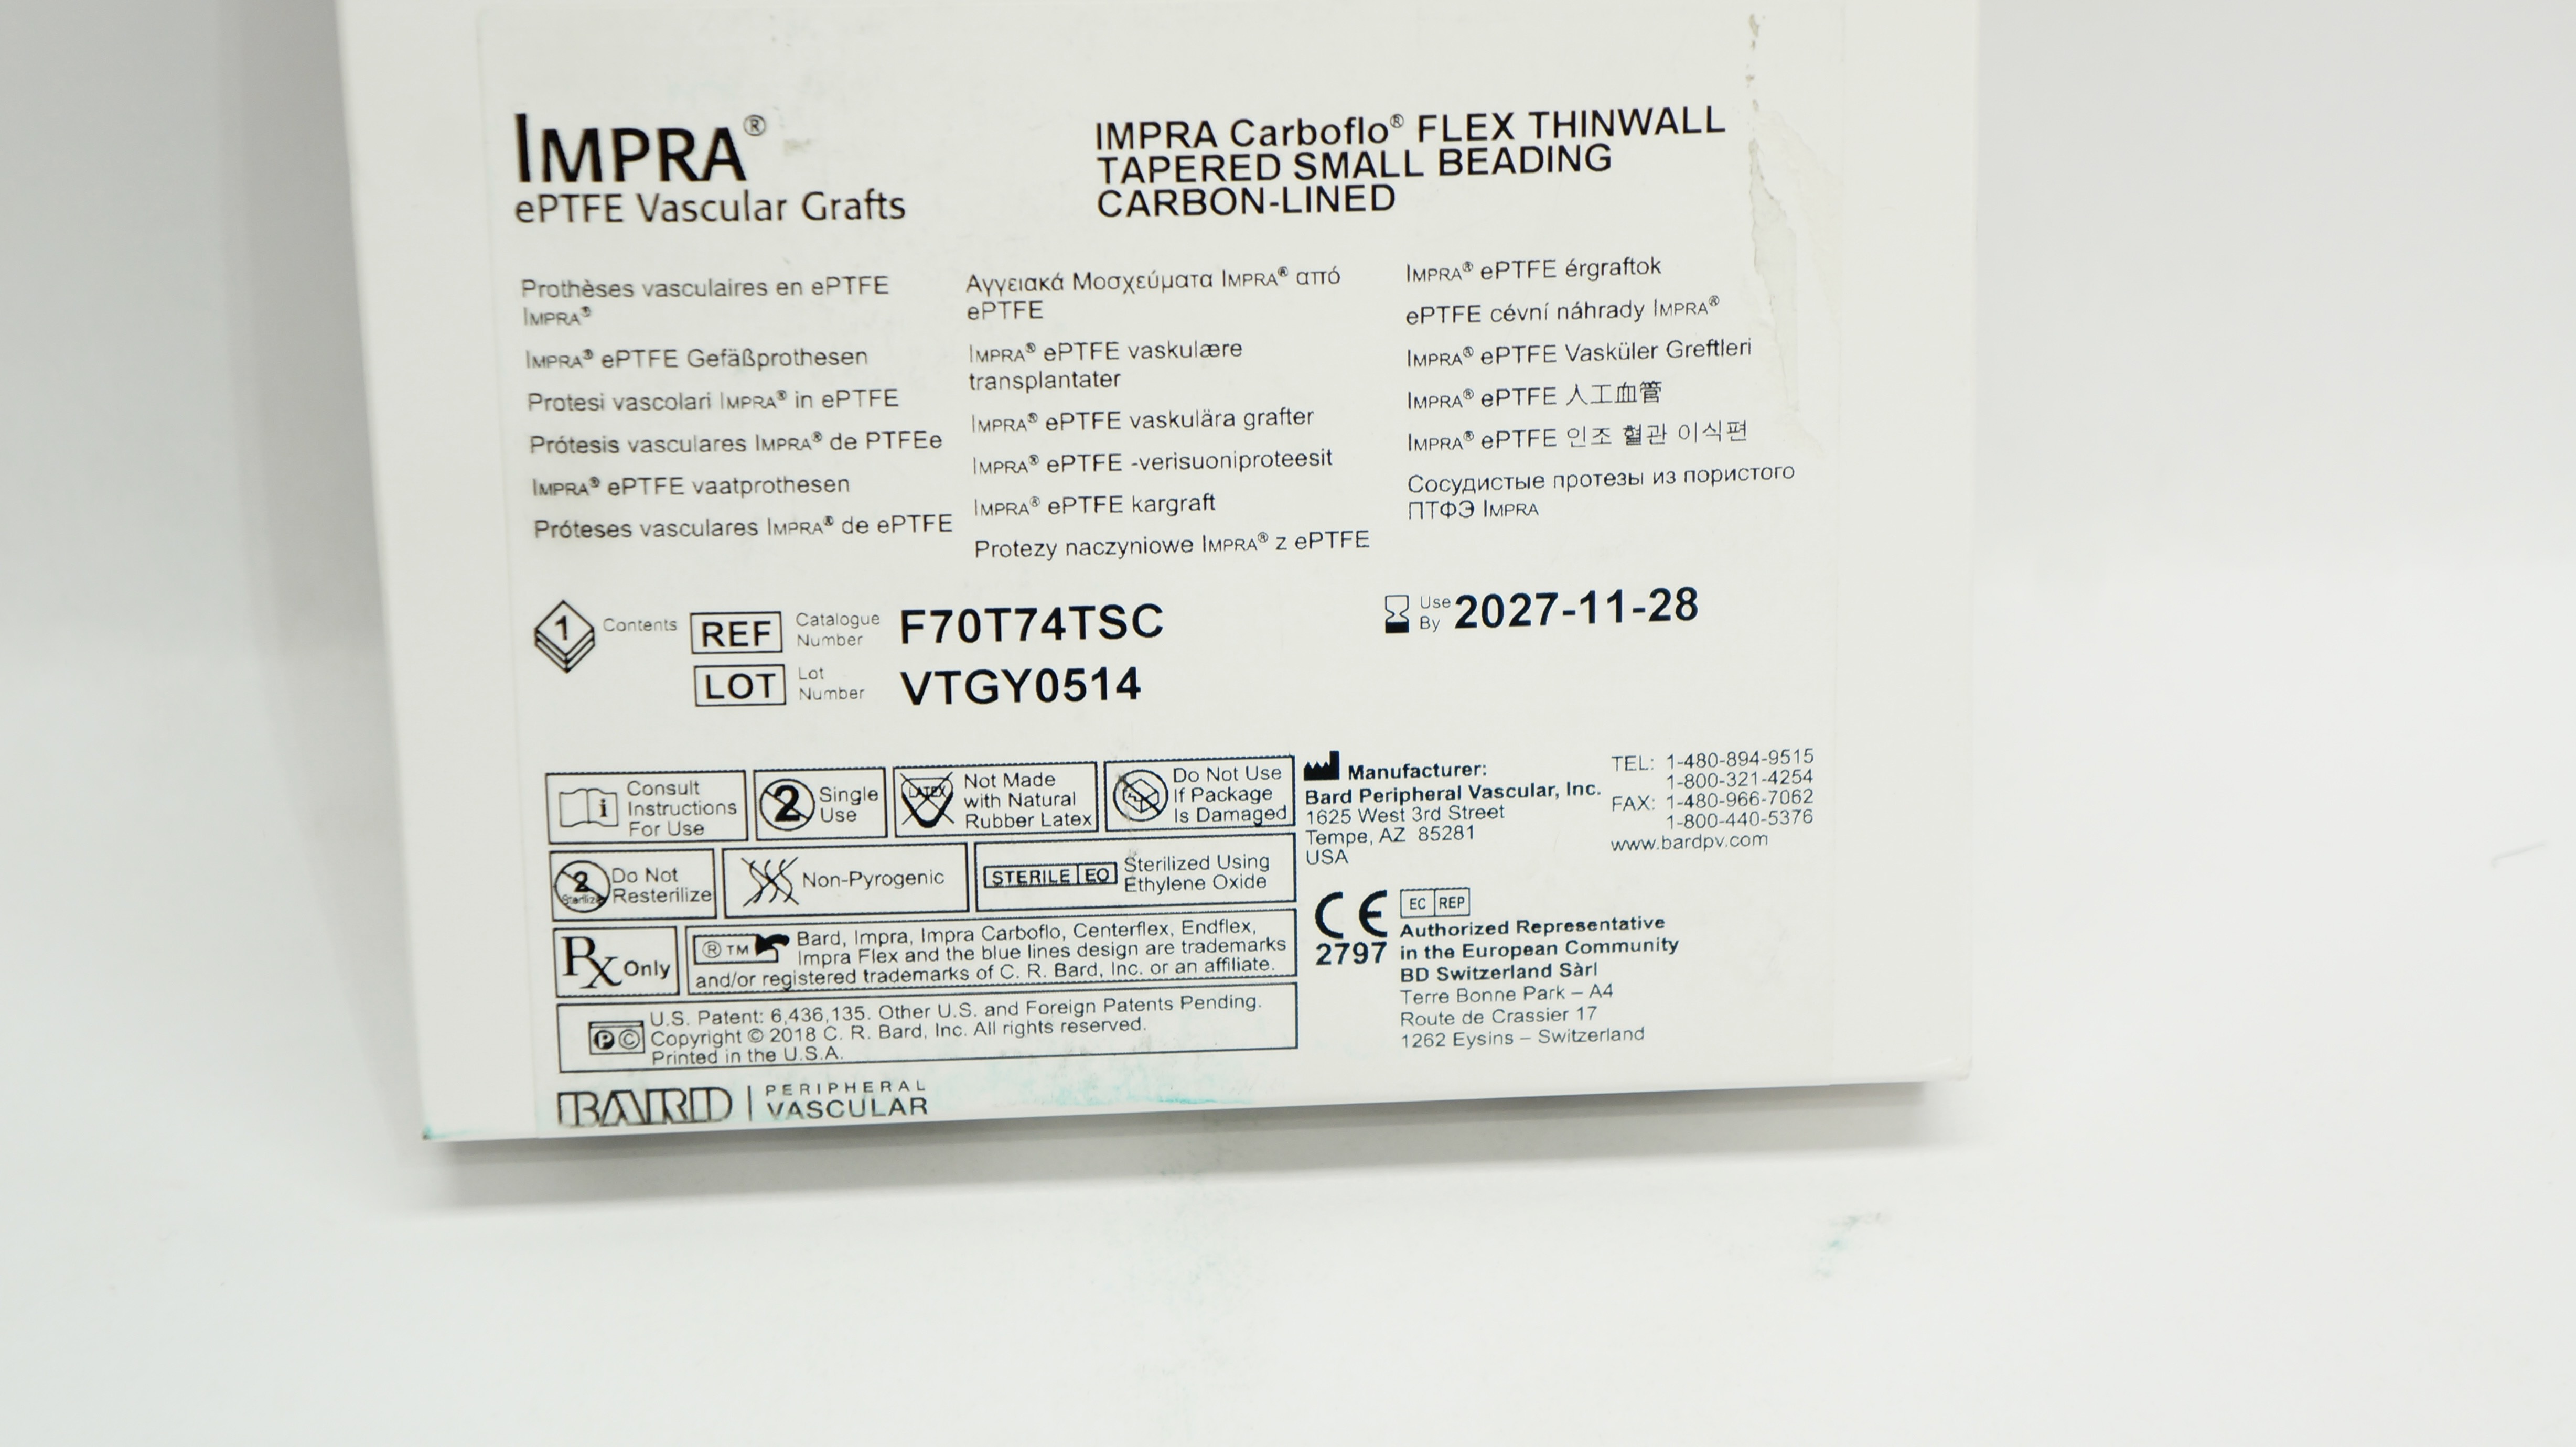 IMPRA®
ePTFE Vascular Grafts
IMPRA Carboflo® FLEX THINWALL
TAPERED SMALL BEADING
CARBON-LINED
Prothèses vasculaires en ePTFE
IMPRA®
IMPRA® ePTFE Gefäßprothesen
Protesi vascolari IMPRA® in ePTFE
Prótesis vasculares IMPRA® de PTFEe
IMPRA® ePTFE vaatprothesen
Próteses vasculares IMPRA® de ePTFE
Αγγειακά Μοσχεύματα IMPRA® από
ePTFE
IMPRA® ePTFE vaskulære
transplantater
IMPRA® ePTFE vaskulära grafter
IMPRA® ePTFE -verisuoniproteesit
IMPRA® ePTFE kargraft
Protezy naczyniowe IMPRA® z ePTFE
IMPRA® ePTFE érgraftok
ePTFE cévní náhrady IMPRA®
IMPRA® ePTFE Vasküler Greftleri
IMPRA® ePTFE 人工血管
IMPRA® ePTFE 인조 혈관 이식편
Сосудистые протезы из пористого
ПТФЭ IMPRA
1 Contents
REF Catalogue Number F70T74TSC
Use By 2027-11-28
LOT Lot Number VTGY0514
i Consult
Instructions
For Use
2 Single
Use
LATEX Not Made
with Natural
Rubber Latex
Do Not Use
If Package
Is Damaged
2 Sterilize Do Not
Resterilize
Non-Pyrogenic
STERILE EO Sterilized Using
Ethylene Oxide
Rx Only
® TM Bard, Impra, Impra Carboflo, Centerflex, Endflex,
Impra Flex and the blue lines design are trademarks
and/or registered trademarks of C. R. Bard, Inc. or an affiliate.
P © U.S. Patent: 6,436,135. Other U.S. and Foreign Patents Pending.
Copyright © 2018 C. R. Bard, Inc. All rights reserved.
Printed in the U.S.A.
BARD | PERIPHERAL
VASCULAR
Manufacturer:
Bard Peripheral Vascular, Inc.
1625 West 3rd Street
Tempe, AZ 85281
USA
TEL: 1-480-894-9515
1-800-321-4254
FAX: 1-480-966-7062
1-800-440-5376
www.bardpv.com
CE
2797
EC REP
Authorized Representative
in the European Community
BD Switzerland Sàrl
Terre Bonne Park – A4
Route de Crassier 17
1262 Eysins – Switzerland